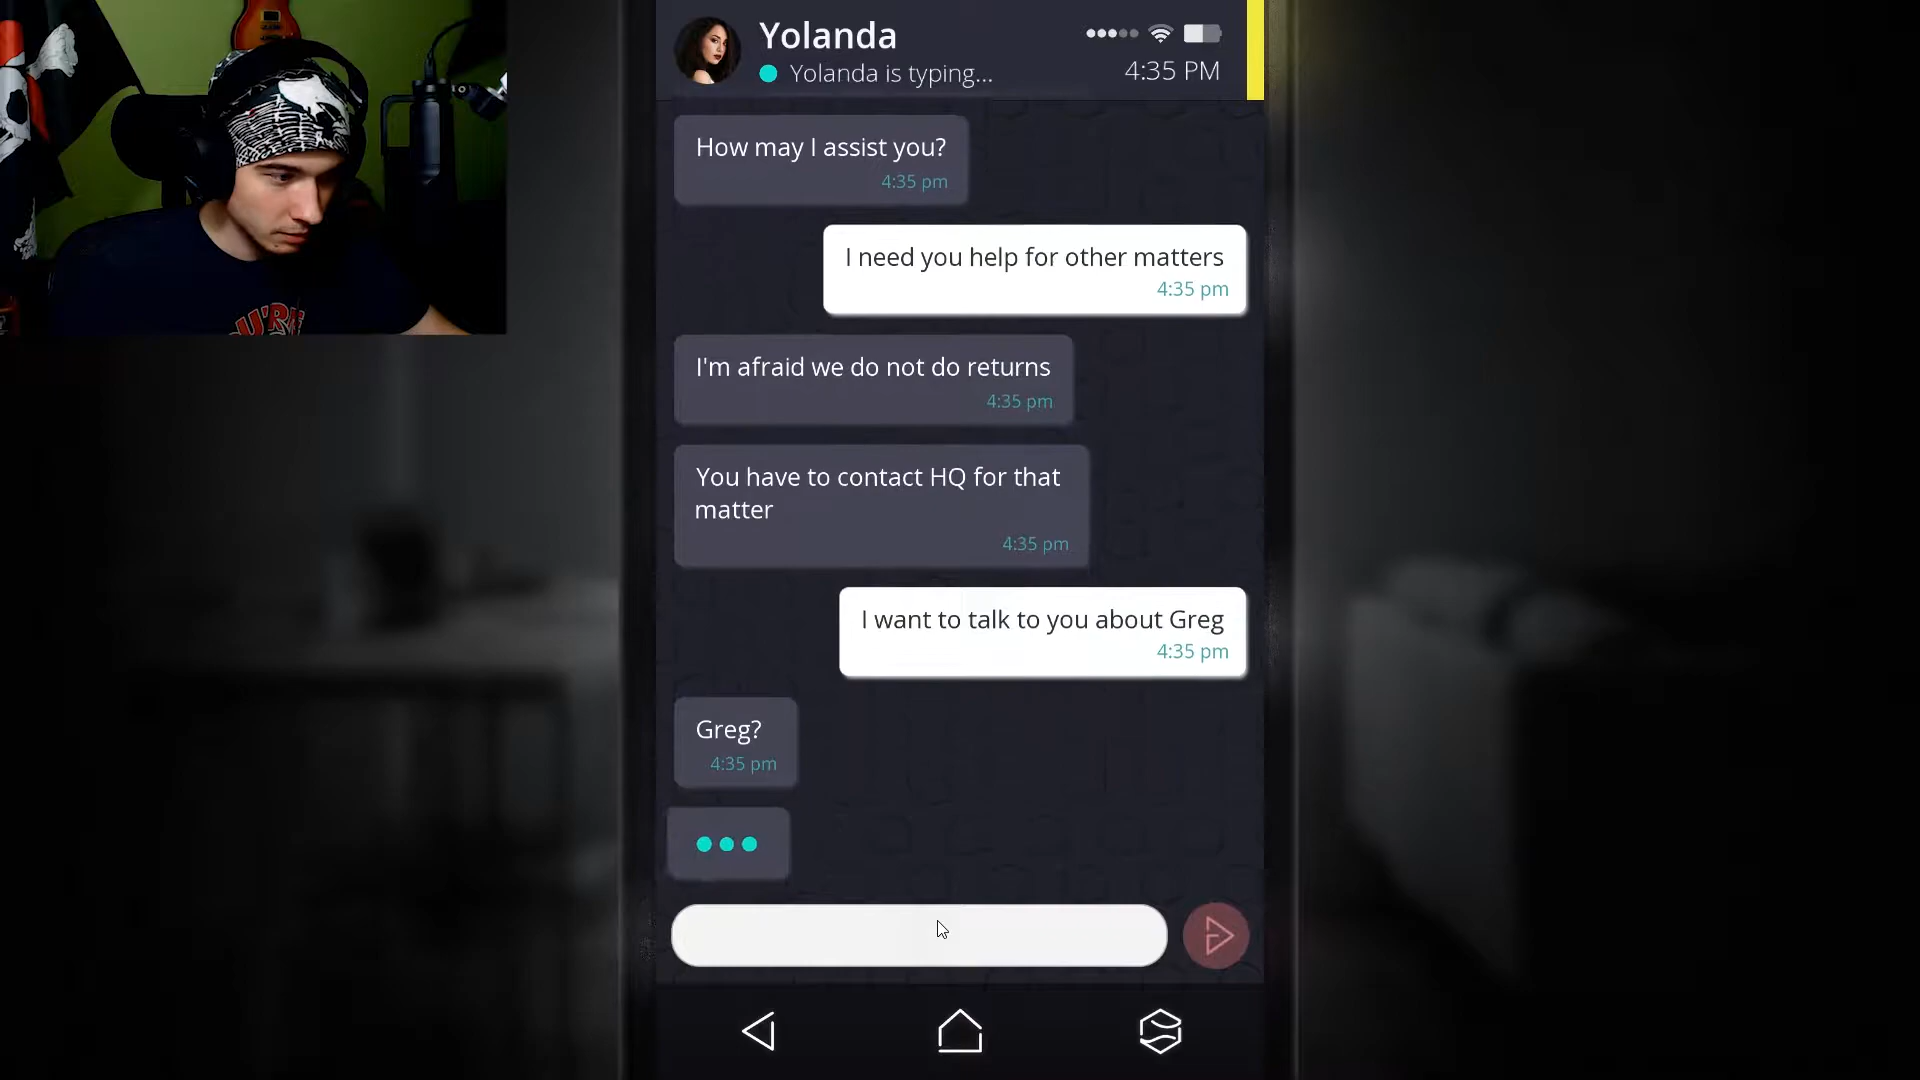 Yolanda
Yolanda is typing...
4:35 PM
How may I assist you?
4:35 pm
I need you help for other matters
4:35 pm
I'm afraid we do not do returns
4:35 pm
You have to contact HQ for that
matter
4:35 pm
I want to talk to you about Greg
4:35 pm
Greg?
4:35 pm
U'RE